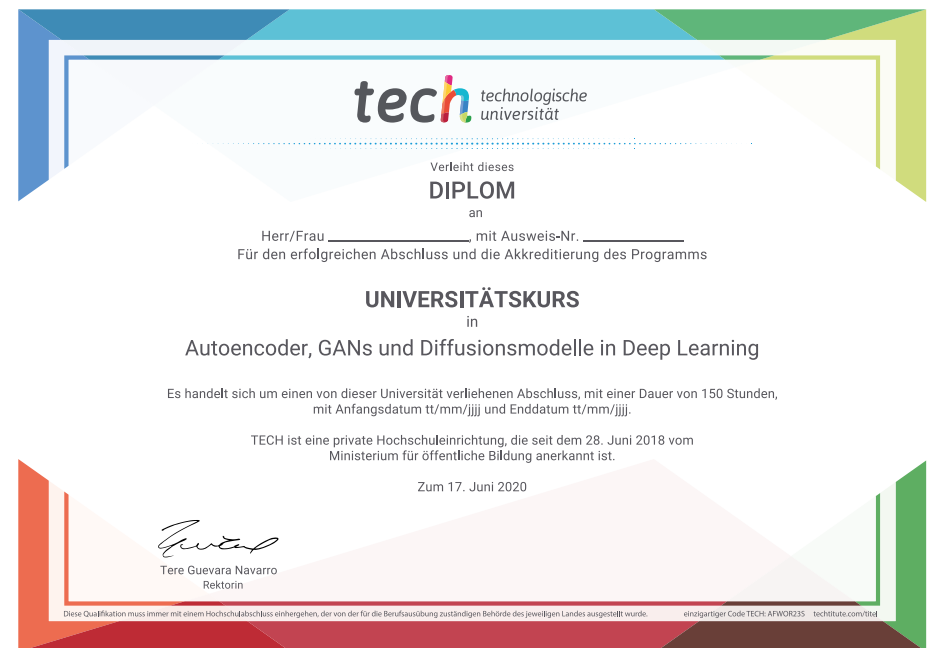 tech technologische
universität
Verleiht dieses
DIPLOM
an
Herr/Frau ____________, mit Ausweis-Nr. ____________
Für den erfolgreichen Abschluss und die Akkreditierung des Programms
UNIVERSITÄTSKURS
in
Autoencoder, GANs und Diffusionsmodelle in Deep Learning
Es handelt sich um einen von dieser Universität verliehenen Abschluss, mit einer Dauer von 150 Stunden,
mit Anfangsdatum tt/mm/jjjj und Enddatum tt/mm/jjjj.
TECH ist eine private Hochschuleinrichtung, die seit dem 28. Juni 2018 vom
Ministerium für öffentliche Bildung anerkannt ist.
Zum 17. Juni 2020
Tere Guevara Navarro
Rektorin
Diese Qualifikation muss immer mit einem Hochschulabschluss einhergehen, der von der für die Berufsausübung zuständigen Behörde des jeweiligen Landes ausgestellt wurde. einzigartiger Code TECH: AFWOR23S techtitute.com/titel